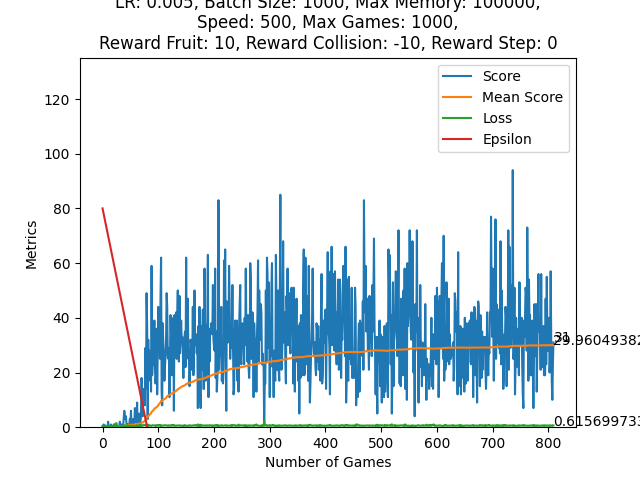 LR: 0.005, Batch Size: 1000, Max Memory: 100000,
Speed: 500, Max Games: 1000,
Reward Fruit: 10, Reward Collision: -10, Reward Step: 0
Score
Mean Score
Loss
Epsilon
120
100
80
60
40
20
0
Metrics
31
29.96049382
0.615699733
0 100 200 300 400 500 600 700 800
Number of Games